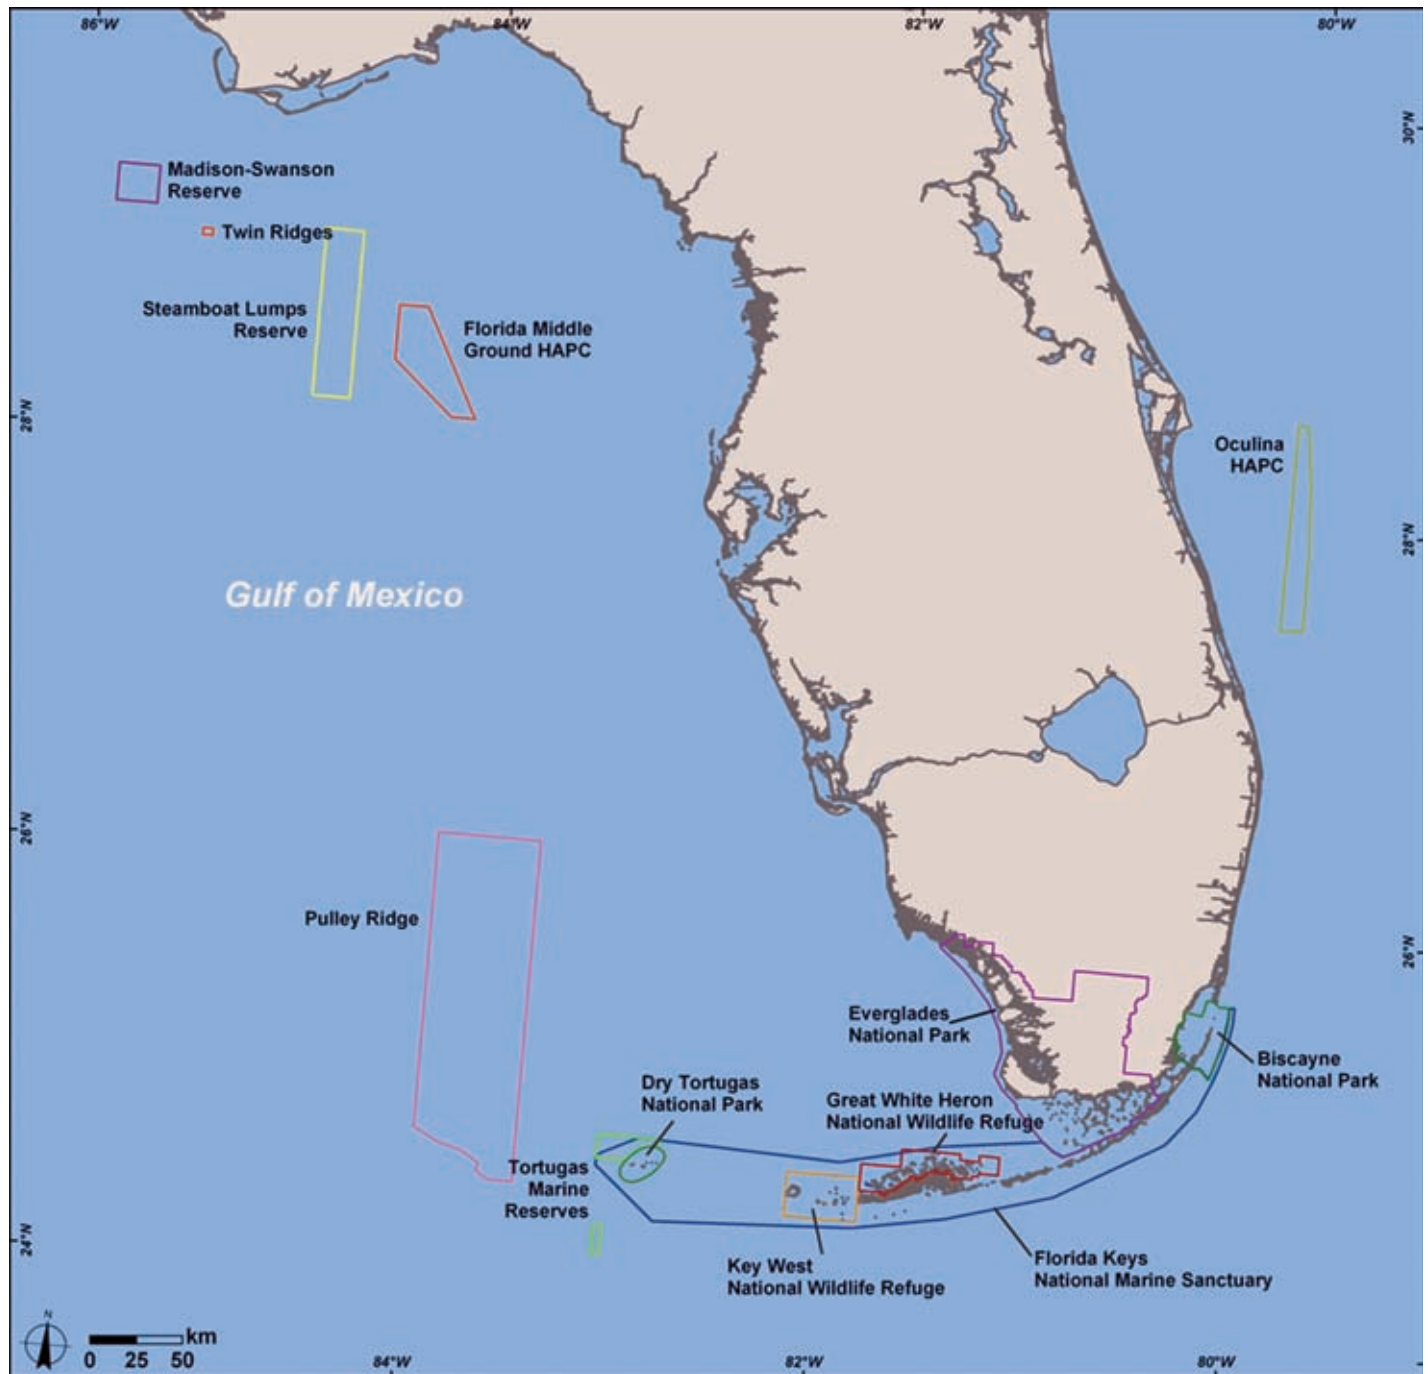 86°W
84°W
82°W
80°W
30°N
Madison-Swanson
Reserve
Twin Ridges
Steamboat Lumps
Reserve
Florida Middle
Ground HAPC
28°N
Oculina
HAPC
28°N
Gulf of Mexico
26°N
Pulley Ridge
26°N
Everglades
National Park
Biscayne
National Park
Dry Tortugas
National Park
Great White Heron
National Wildlife Refuge
Tortugas
Marine
Reserves
24°N
Key West
National Wildlife Refuge
Florida Keys
National Marine Sanctuary
N
km
0 25 50
84°W
82°W
80°W